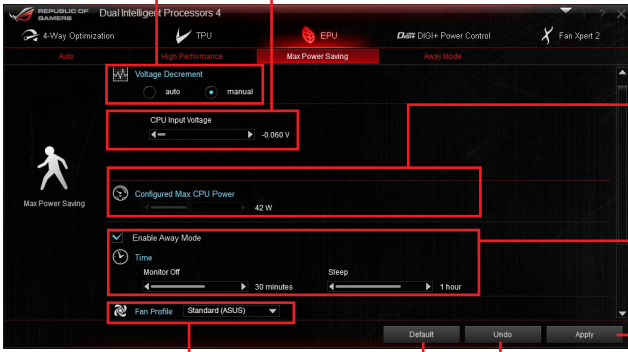 REPUBLIC OF GAMERS Dual Intelligent Processors 4 ? X
4-Way Optimization TPU EPU DIGI+ DIGI+ Power Control Fan Xpert 2
Auto High Performance Max Power Saving Away Mode
Voltage Decrement
auto manual
CPU Input Voltage
-0.060 V
Configured Max CPU Power
42 W
Max Power Saving
Enable Away Mode
Time
Monitor Off Sleep
30 minutes 1 hour
Fan Profile Standard (ASUS)
Default Undo Apply